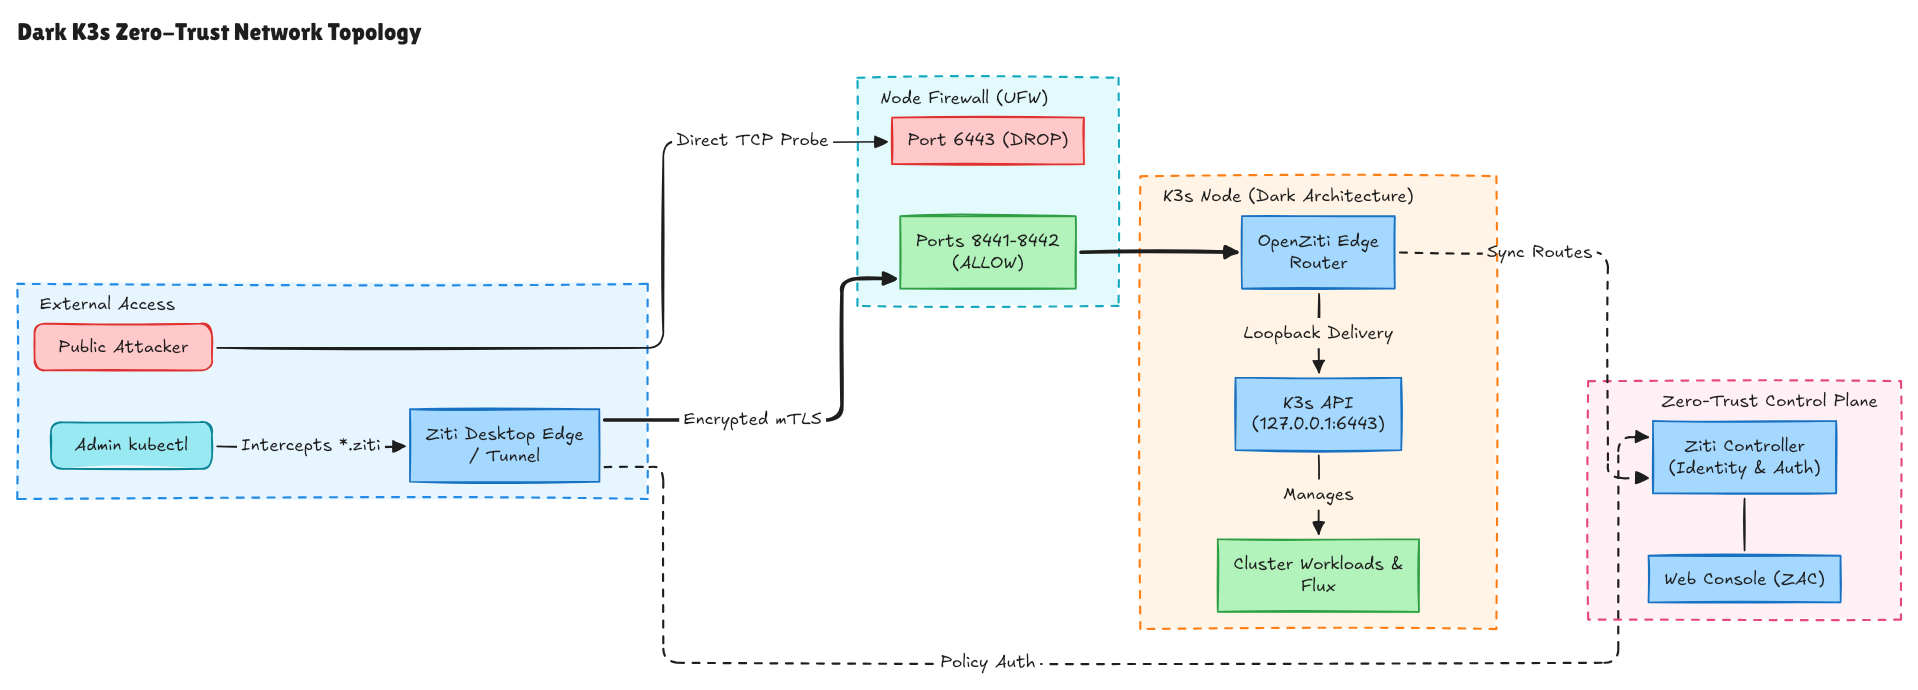 Dark K3s Zero-Trust Network Topology
Node Firewall (UFW)
Direct TCP Probe
Port 6443 (DROP)
K3s Node (Dark Architecture)
Ports 8441-8442
(ALLOW)
OpenZiti Edge
Router
Sync Routes
External Access
Public Attacker
Loopback Delivery
Encrypted mTLS
Admin kubectl
Intercepts *.ziti
Ziti Desktop Edge
/ Tunnel
K3s API
(127.0.0.1:6443)
Zero-Trust Control Plane
Ziti Controller
(Identity & Auth)
Manages
Cluster Workloads &
Flux
Web Console (ZAC)
Policy Auth